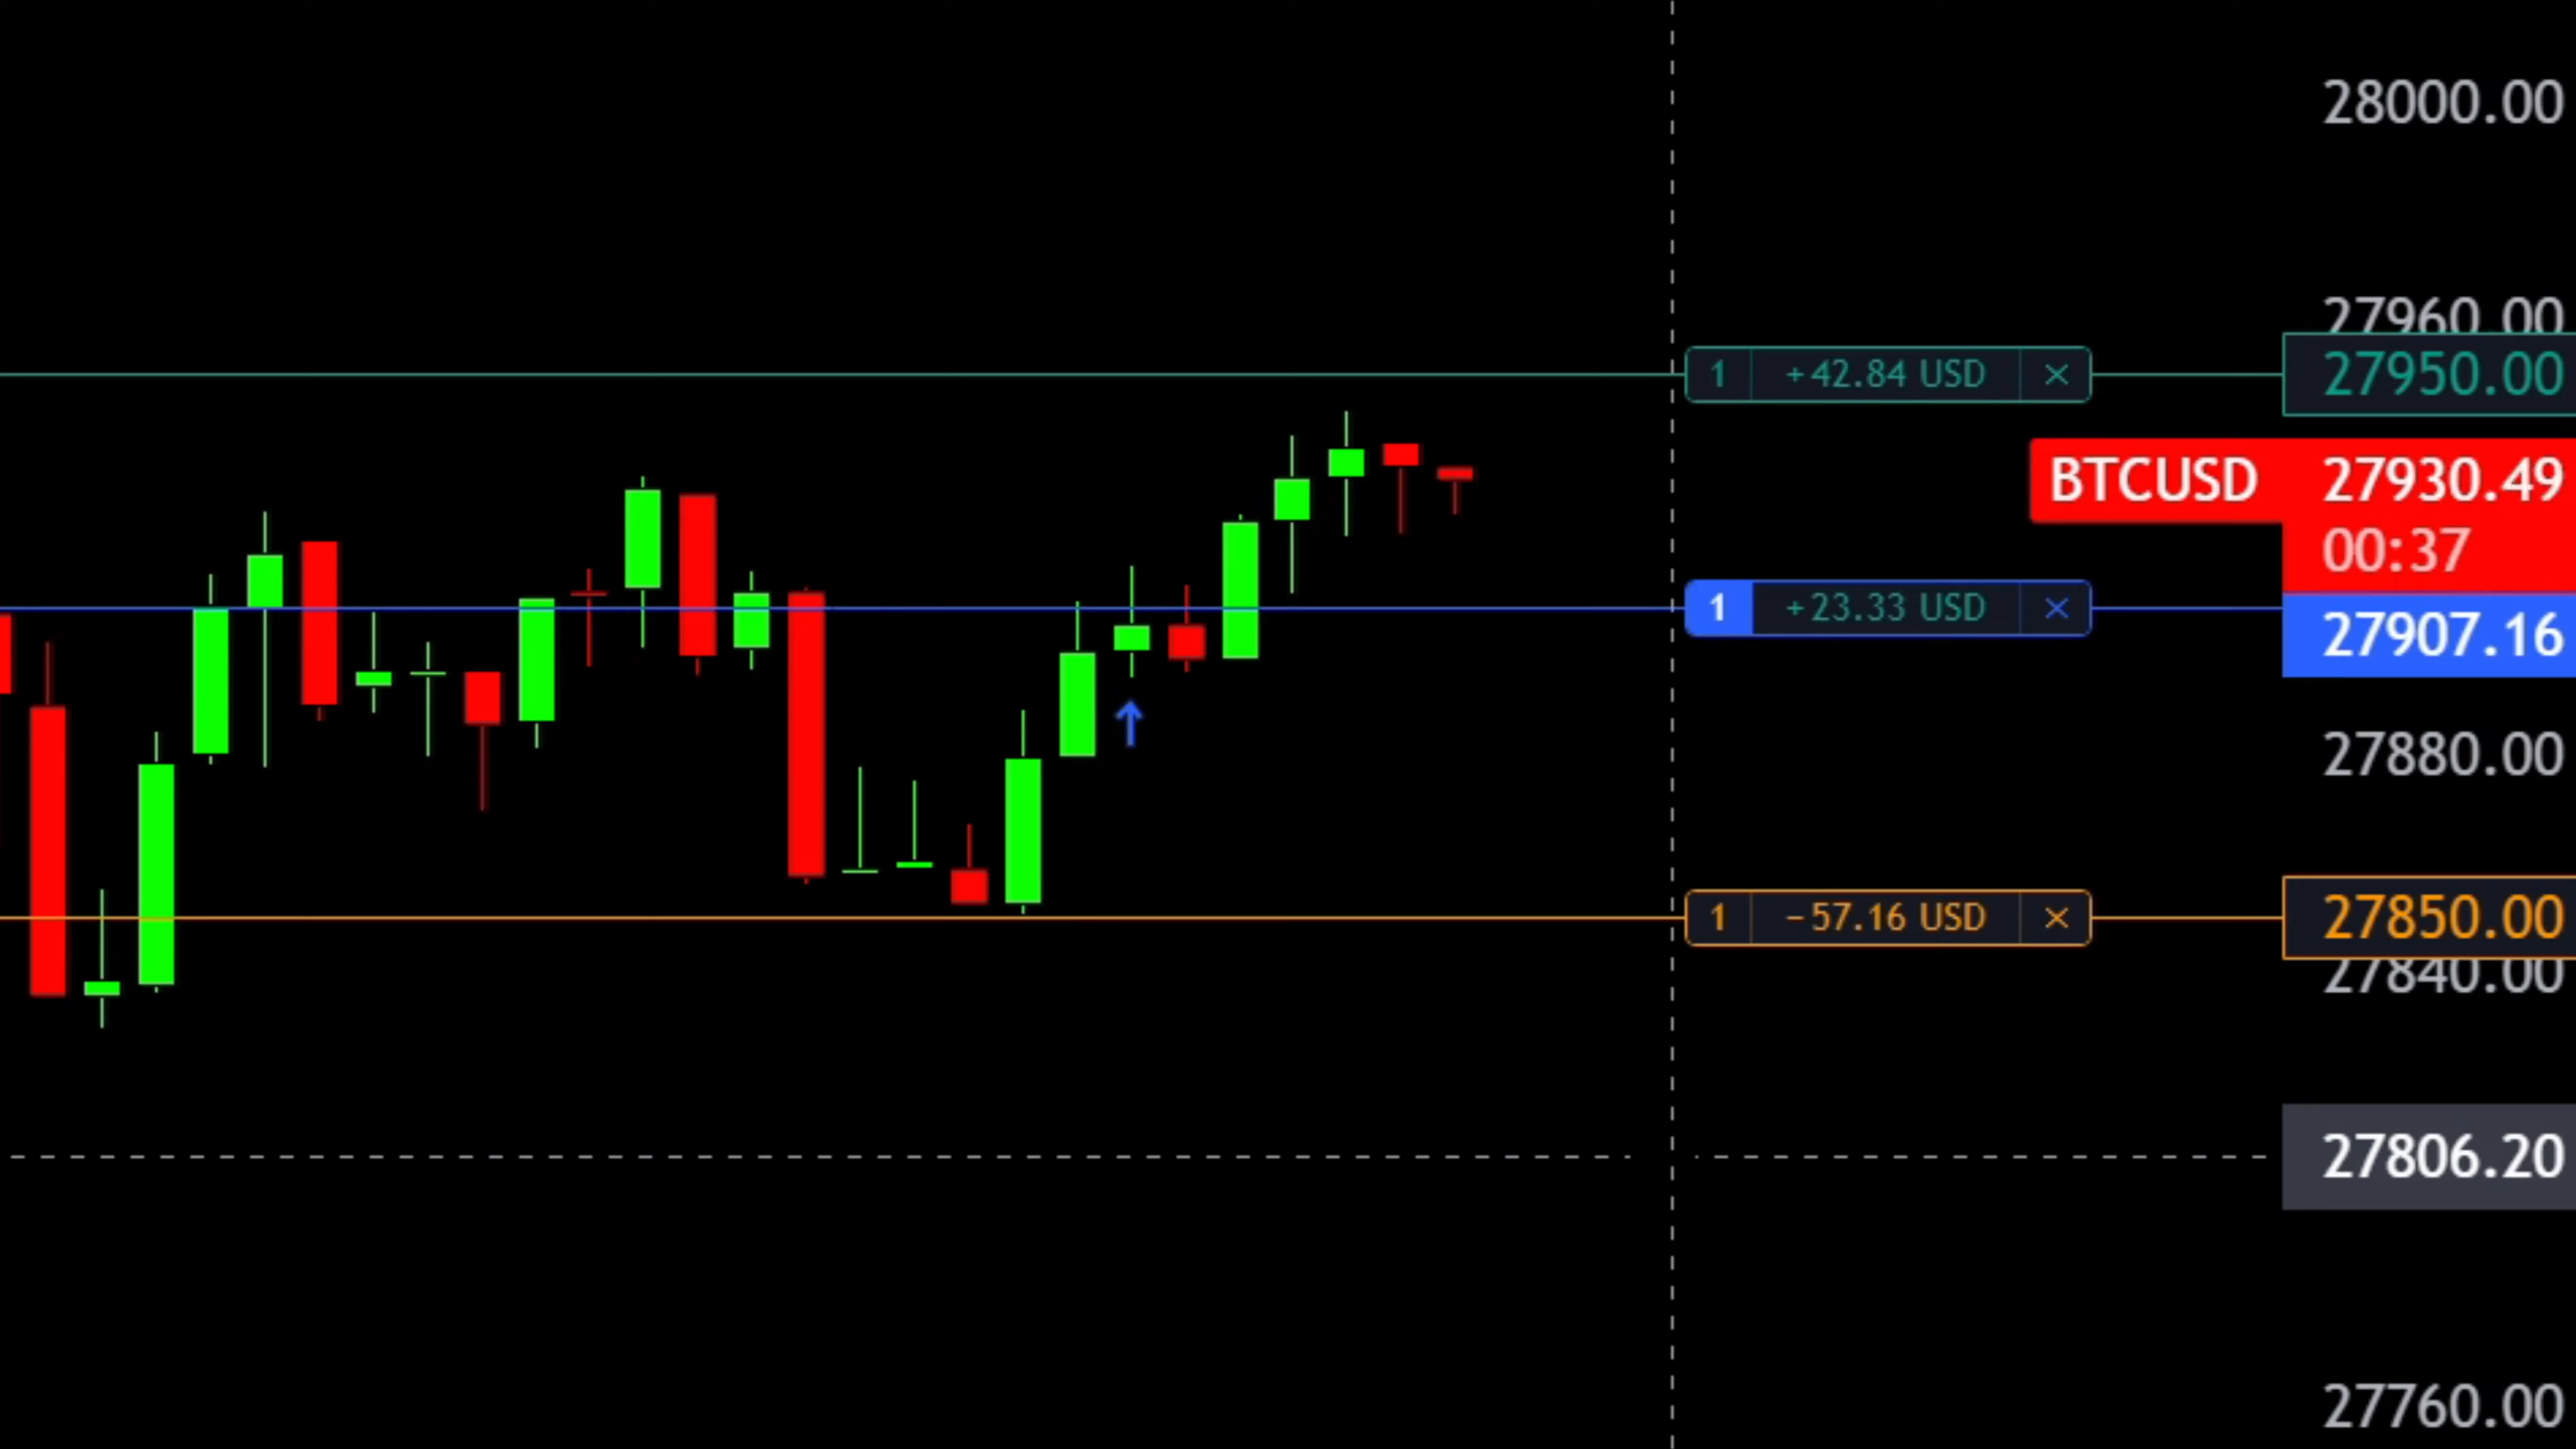 28000.00
27960.00
1 +42.84 USD × 27950.00
BTCUSD 27930.49
00:37
1 +23.33 USD × 27907.16
27880.00
1 −57.16 USD × 27850.00
27840.00
27806.20
27760.00